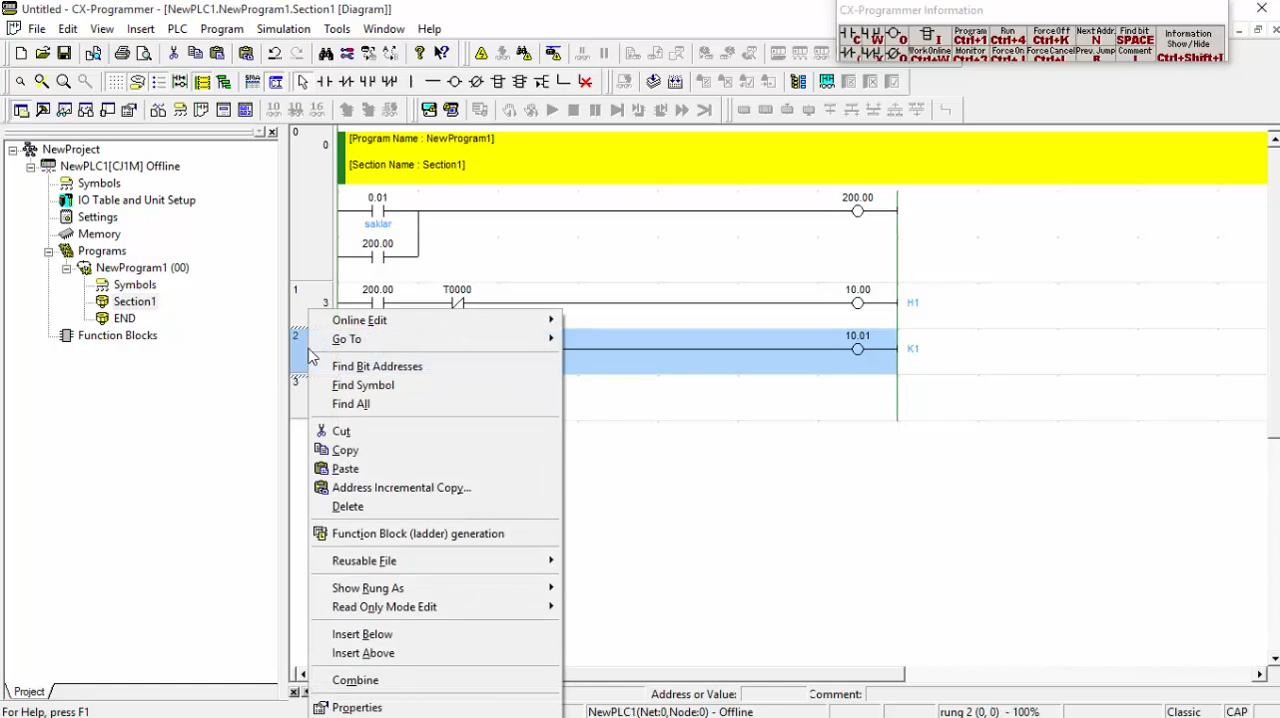 Untitled - CX-Programmer - [NewPLC1.NewProgram1.Section1 [Diagram]]
CX-Programmer Information
File Edit View Insert PLC Program Simulation Tools Window Help
C W O I
Program Run Force Off Next Addr. Find bit
Ctrl+1 Ctrl+4 Ctrl+K N SPACE
Information
Show/Hide
Ctrl+Shift+I
Work Online Monitor Force On Force Cancel Prev. Jump Comment
NewProject
NewPLC1[CJ1M] Offline
Symbols
IO Table and Unit Setup
Settings
Memory
Programs
NewProgram1 (00)
Symbols
Section1
END
Function Blocks
Project
0
0
[Program Name : NewProgram1]
[Section Name : Section1]
0.01
200.00
saklar
200.00
1
3
200.00
T0000
10.00
H1
2
10.01
K1
3
Online Edit
Go To
Find Bit Addresses
Find Symbol
Find All
Cut
Copy
Paste
Address Incremental Copy...
Delete
Function Block (ladder) generation
Reusable File
Show Rung As
Read Only Mode Edit
Insert Below
Insert Above
Combine
Properties
Address or Value:
Comment:
For Help, press F1
NewPLC1(Net:0,Node:0) - Offline
rung 2 (0, 0) - 100%
Classic
CAP